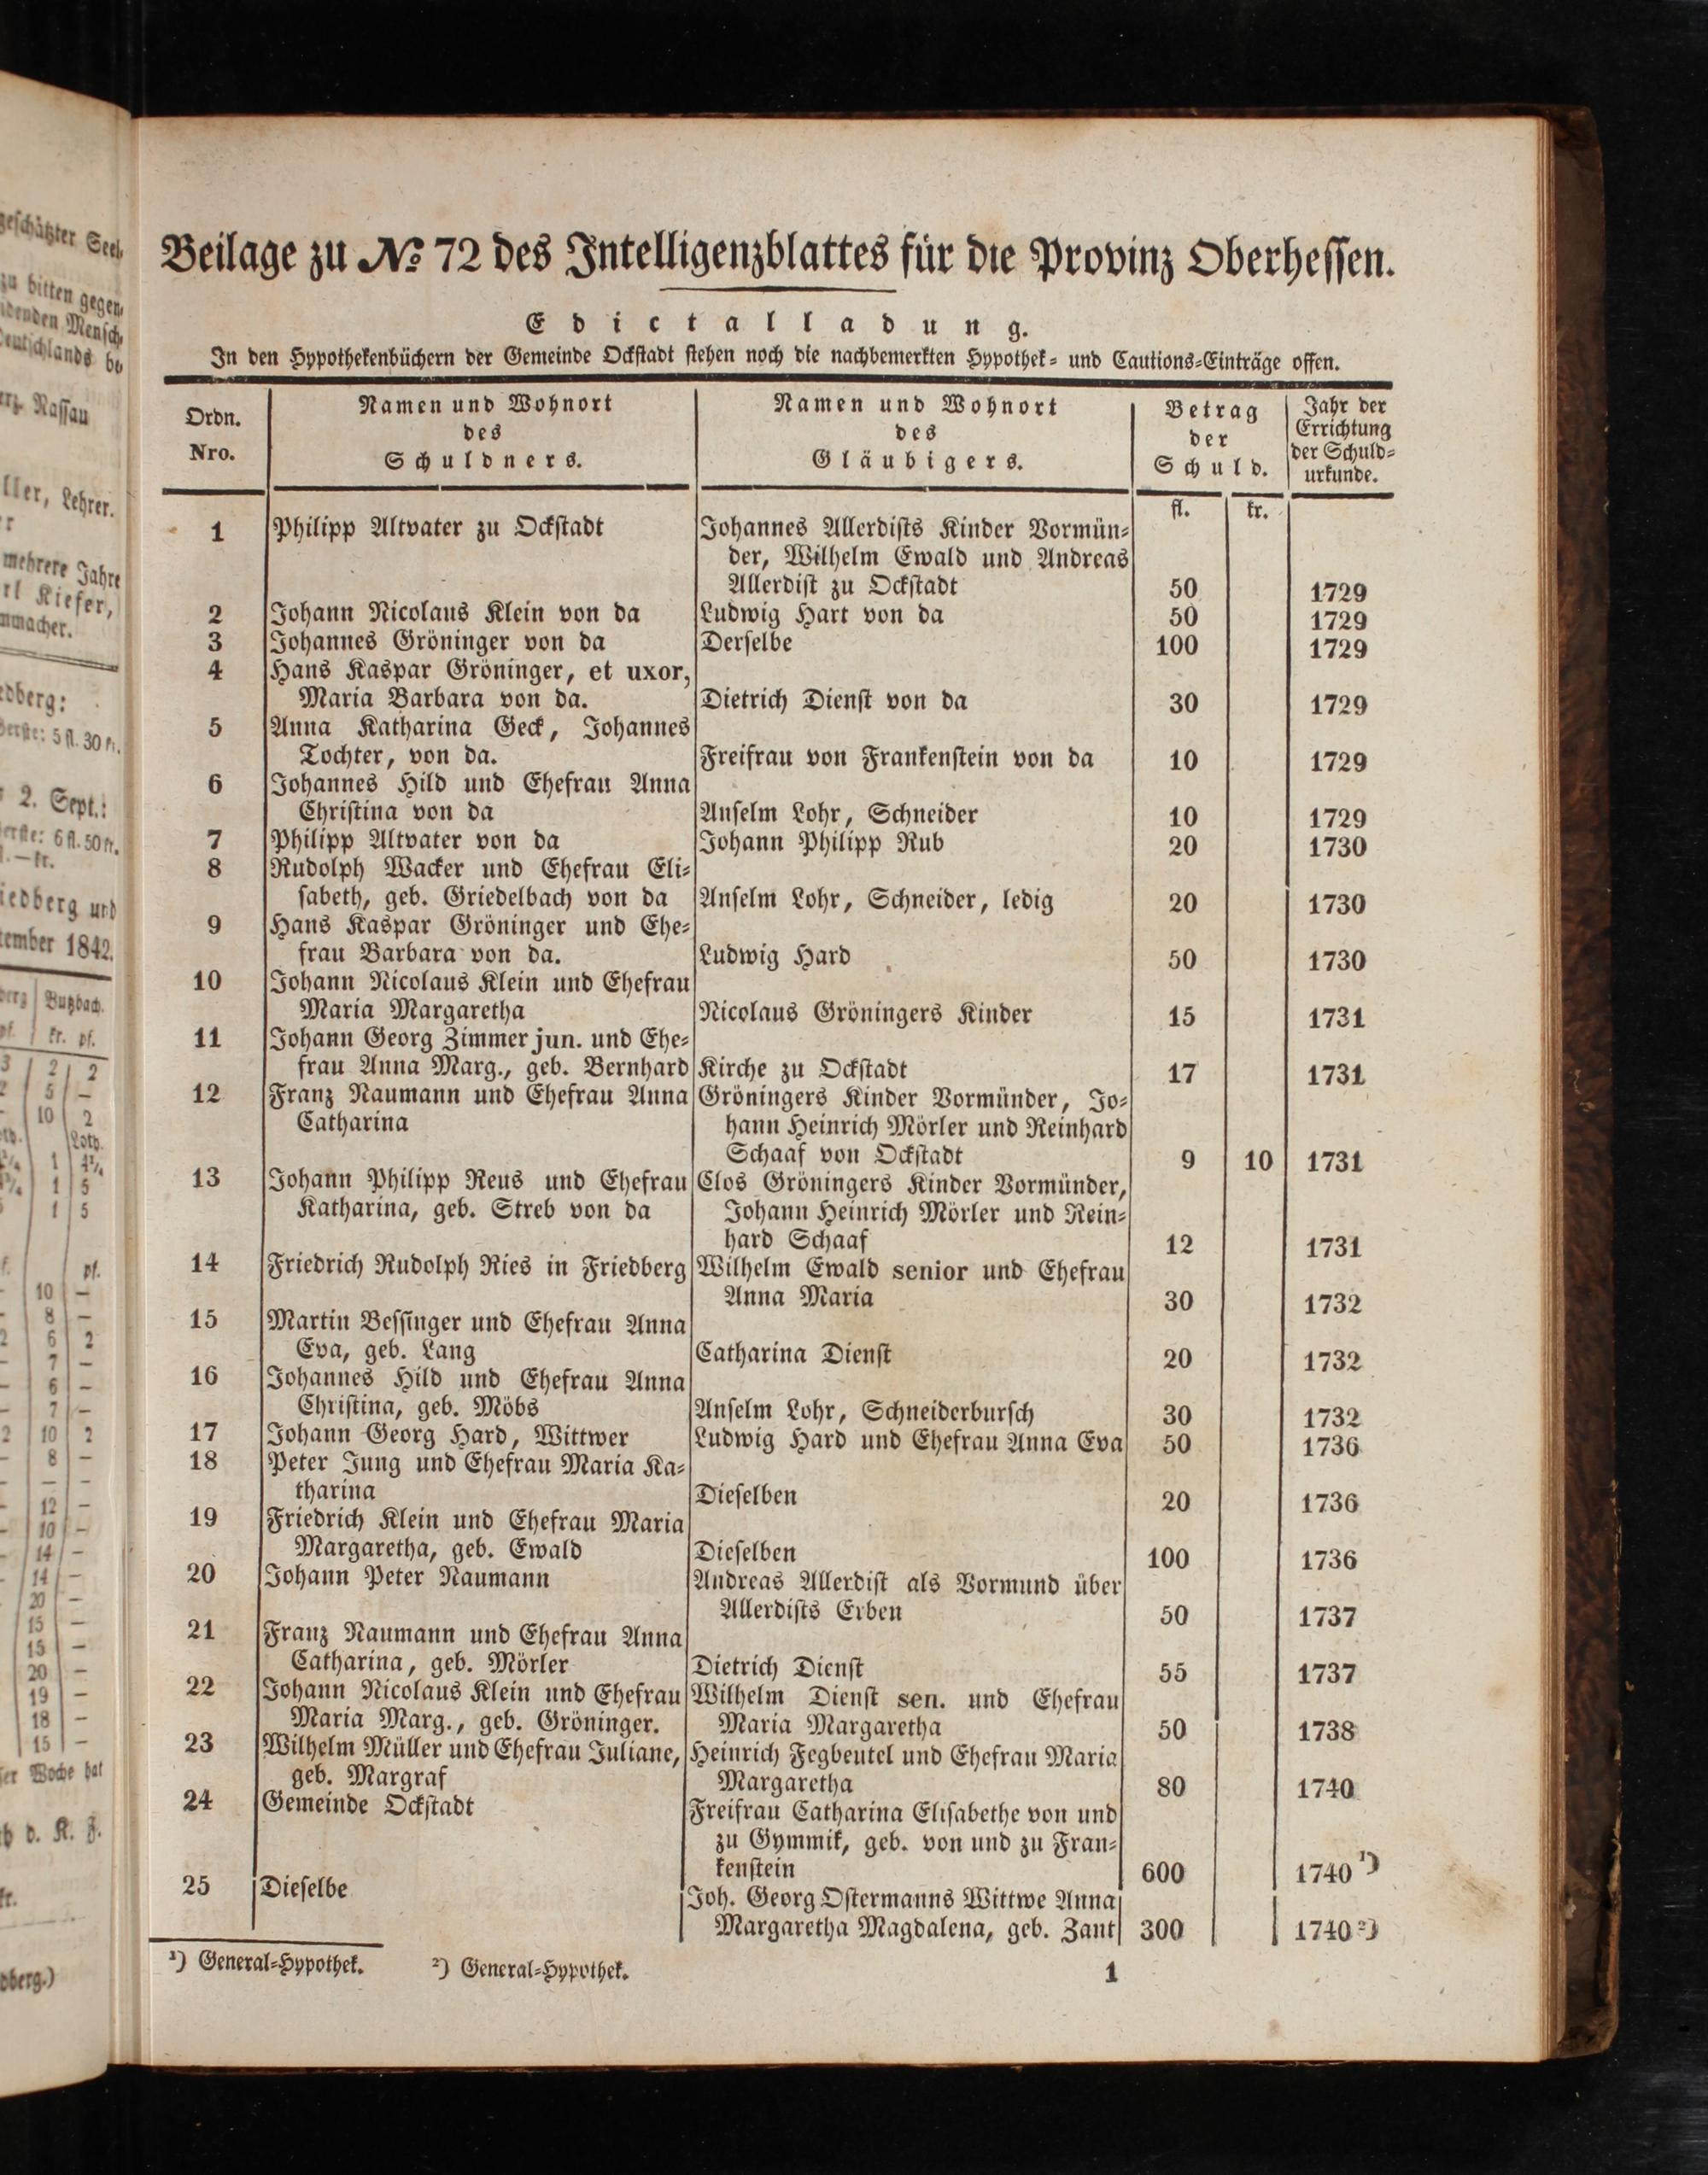 Beilage zu No 72 des Intelligenzblattes für die Provinz Oberhessen.
Edictalladung.
In den Hypothekenbüchern der Gemeinde Ockstadt stehen noch die nachbemerkten Hypothek- und Cautions-Einträge offen.
Ordn. Nro.
Namen und Wohnort des Schuldners.
Namen und Wohnort des Gläubigers.
Betrag der Schuld.
Jahr der Errichtung der Schuld-urkunde.
fl. kr.
1 Philipp Altvater zu Ockstadt Johannes Allerdists Kinder Vormün-
der, Wilhelm Ewald und Andreas
Allerdist zu Ockstadt 50 1729
2 Johann Nicolaus Klein von da Ludwig Hart von da 50 1729
3 Johannes Gröninger von da Derselbe 100 1729
4 Hans Kaspar Gröninger, et uxor,
Maria Barbara von da. Dietrich Dienst von da 30 1729
5 Anna Katharina Geck, Johannes
Tochter, von da. Freifrau von Frankenstein von da 10 1729
6 Johannes Hild und Ehefrau Anna
Christina von da Anselm Lohr, Schneider 10 1729
7 Philipp Altvater von da Johann Philipp Rub 20 1730
8 Rudolph Wacker und Ehefrau Eli-
sabeth, geb. Griedelbach von da Anselm Lohr, Schneider, ledig 20 1730
9 Hans Kaspar Gröninger und Ehe-
frau Barbara von da. Ludwig Hard 50 1730
10 Johann Nicolaus Klein und Ehefrau
Maria Margaretha Nicolaus Gröningers Kinder 15 1731
11 Johann Georg Zimmer jun. und Ehe-
frau Anna Marg., geb. Bernhard Kirche zu Ockstadt 17 1731
12 Franz Naumann und Ehefrau Anna Gröningers Kinder Vormünder, Jo-
Catharina hann Heinrich Mörler und Reinhard
Schaaf von Ockstadt 9 10 1731
13 Johann Philipp Reus und Ehefrau Clos Gröningers Kinder Vormünder,
Katharina, geb. Streb von da Johann Heinrich Mörler und Rein-
hard Schaaf 12 1731
14 Friedrich Rudolph Ries in Friedberg Wilhelm Ewald senior und Ehefrau
Anna Maria 30 1732
15 Martin Bessinger und Ehefrau Anna
Eva, geb. Lang Catharina Dienst 20 1732
16 Johannes Hild und Ehefrau Anna
Christina, geb. Möbs Anselm Lohr, Schneiderbursch 30 1732
17 Johann Georg Hard, Wittwer Ludwig Hard und Ehefrau Anna Eva 50 1736
18 Peter Jung und Ehefrau Maria Ka-
tharina Dieselben 20 1736
19 Friedrich Klein und Ehefrau Maria
Margaretha, geb. Ewald Dieselben 100 1736
20 Johann Peter Naumann Andreas Allerdist als Vormund über
Allerdists Erben 50 1737
21 Franz Naumann und Ehefrau Anna
Catharina, geb. Mörler Dietrich Dienst 55 1737
22 Johann Nicolaus Klein und Ehefrau Wilhelm Dienst sen. und Ehefrau
Maria Marg., geb. Gröninger. Maria Margaretha 50 1738
23 Wilhelm Müller und Ehefrau Juliane, Heinrich Fegbeutel und Ehefrau Maria
geb. Margraf Margaretha 80 1740
24 Gemeinde Ockstadt Freifrau Catharina Elisabethe von und
zu Gymmik, geb. von und zu Fran-
kenstein 600 1740 ¹)
25 Dieselbe Joh. Georg Ostermanns Wittwe Anna
Margaretha Magdalena, geb. Zant 300 1740 ²)
¹) General-Hypothek. ²) General-Hypothek.
1